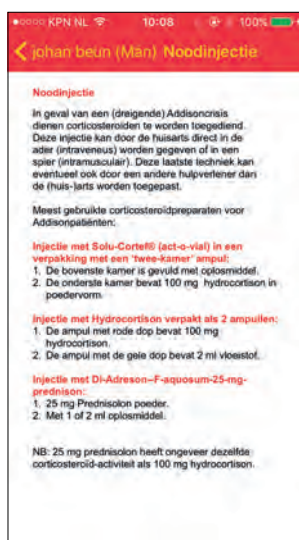 KPN NL 10:08 100%
johan beun (Man) Noodinjectie
Noodinjectie
In geval van een (dreigende) Addisoncrisis
dienen corticosteroïden te worden toegediend.
Deze injectie kan door de huisarts direct in de
ader (intraveneus) worden gegeven of in een
spier (intramusculair). Deze laatste techniek kan
eventueel ook door een andere hulpverlener dan
de (huis-)arts worden toegepast.
Meest gebruikte corticosteroïdpreparaten voor
Addisonpatiënten:
Injectie met Solu-Cortef® (act-o-vial) in een
verpakking met een 'twee-kamer' ampul:
1. De bovenste kamer is gevuld met oplosmiddel.
2. De onderste kamer bevat 100 mg hydrocortison in
poedervorm.
Injectie met Hydrocortison verpakt als 2 ampullen:
1. De ampul met rode dop bevat 100 mg
hydrocortison.
2. De ampul met de gele dop bevat 2 ml vloeistof.
Injectie met Di-Adreson–F-aquosum-25-mg-
prednison:
1. 25 mg Prednisolon poeder.
2. Met 1 of 2 ml oplosmiddel.
NB: 25 mg prednisolon heeft ongeveer dezelfde
corticosteroïd-activiteit als 100 mg hydrocortison.